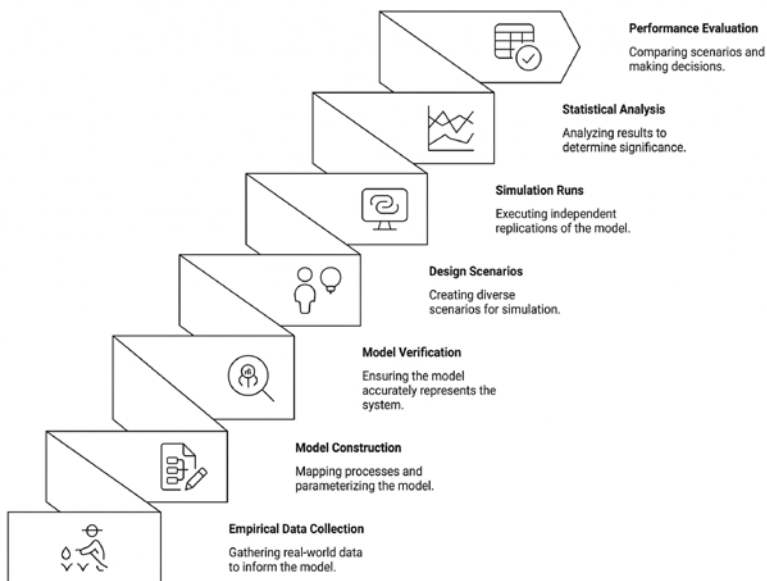 Performance Evaluation
Comparing scenarios and
making decisions.
Statistical Analysis
Analyzing results to
determine significance.
Simulation Runs
Executing independent
replications of the model.
Design Scenarios
Creating diverse
scenarios for simulation.
Model Verification
Ensuring the model
accurately represents the
system.
Model Construction
Mapping processes and
parameterizing the model.
Empirical Data Collection
Gathering real-world data
to inform the model.